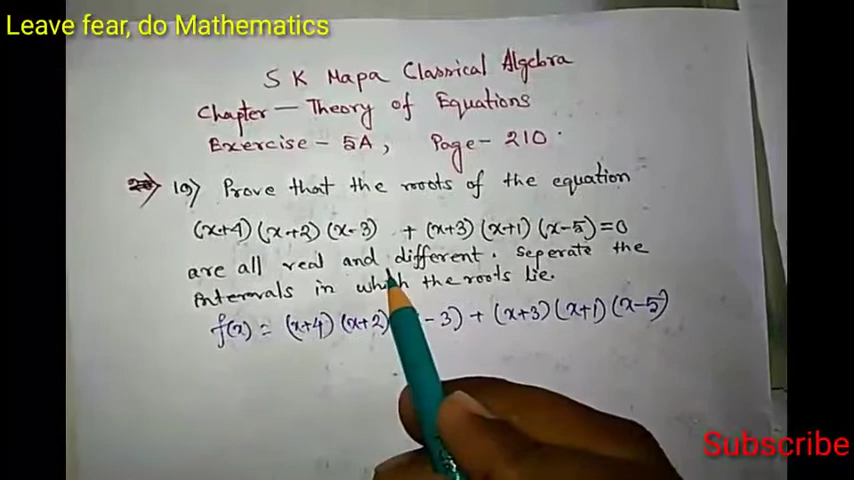 Leave fear, do Mathematics
S K Mapa Classical Algebra
Chapter — Theory of Equations
Exercise - 5A, Page - 210.
19) Prove that the roots of the equation
(x+4) (x+2) (x-3) + (x+3) (x+1) (x-5) = 0
are all real and different. Seperate the
intervals in which the roots lie.
f(x) = (x+4) (x+2) - 3) + (x+3) (x+1) (x-5)
Subscribe